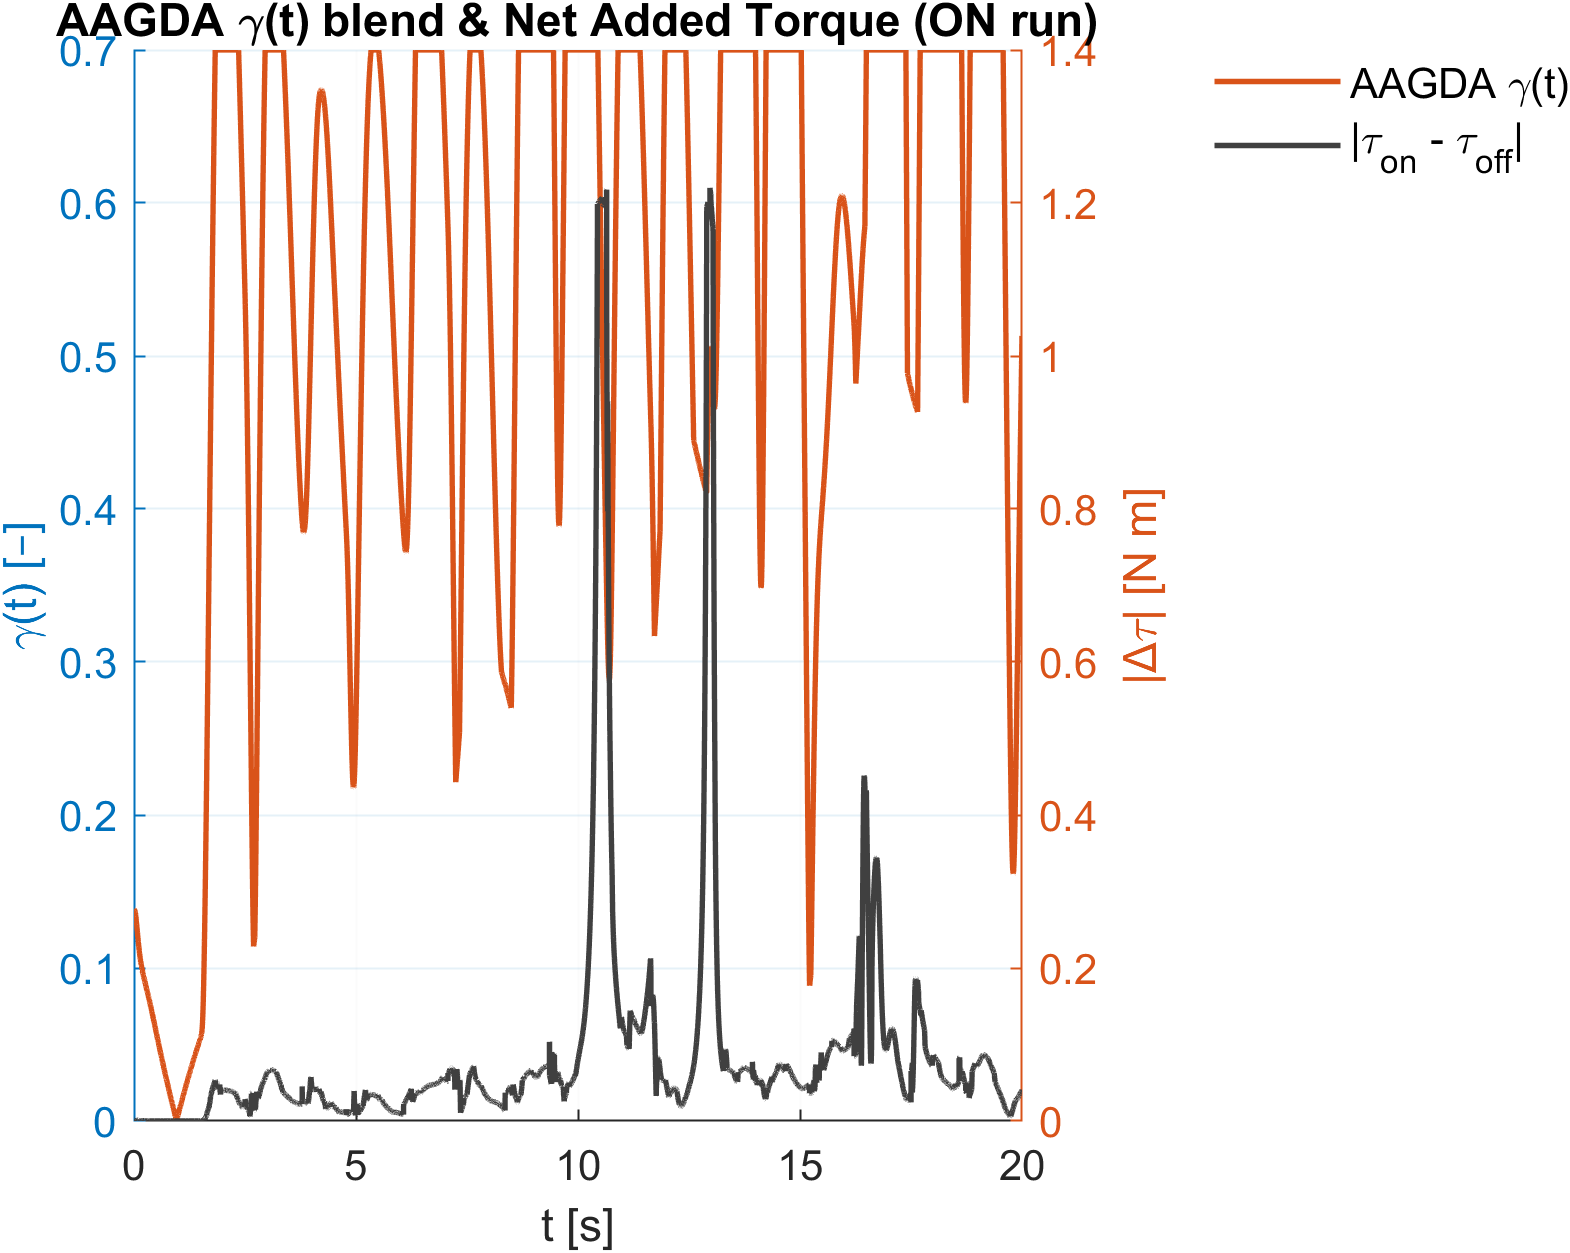 AAGDA γ(t) blend & Net Added Torque (ON run)
AAGDA γ(t)
|τon - τoff|
0.7
0.6
0.5
0.4
0.3
0.2
0.1
0
γ(t) [–]
1.4
1.2
1
0.8
0.6
0.4
0.2
0
|Δτ| [N m]
0 5 10 15 20
t [s]